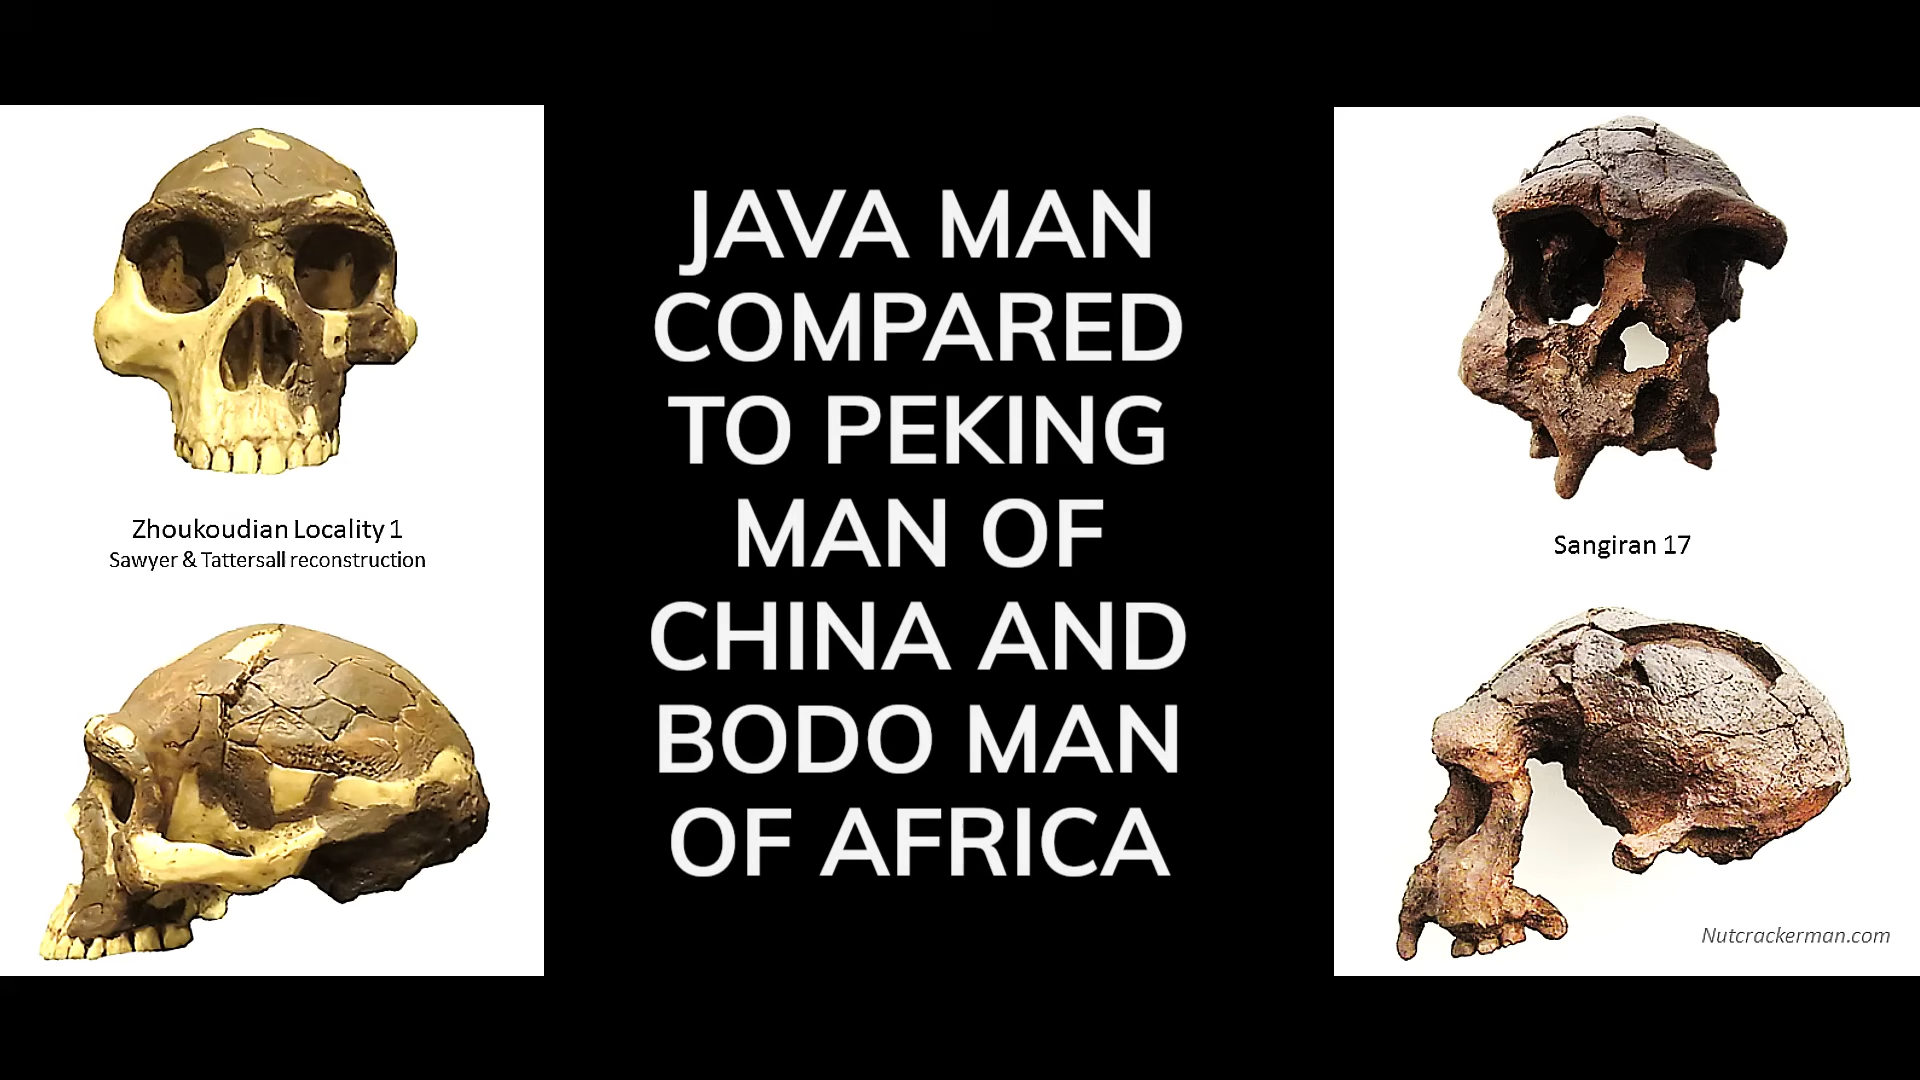 Zhoukoudian Locality 1
Sawyer & Tattersall reconstruction
JAVA MAN
COMPARED
TO PEKING
MAN OF
CHINA AND
BODO MAN
OF AFRICA
Sangiran 17
Nutcrackerman.com